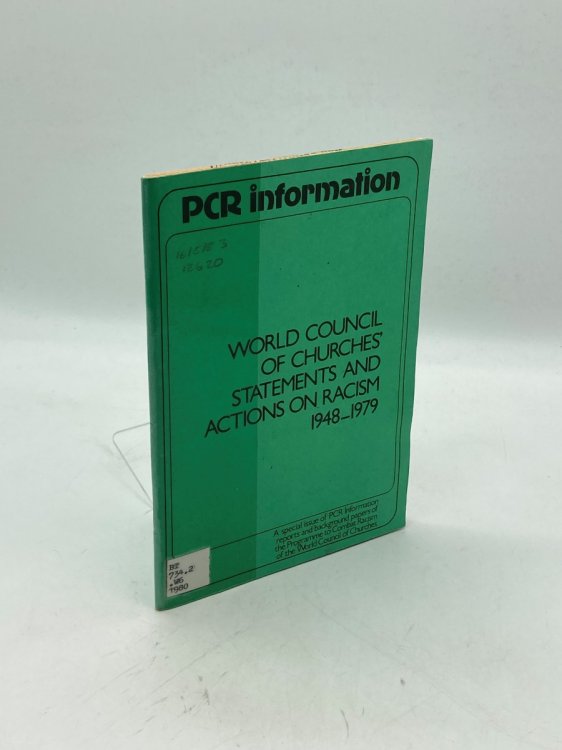 PCR information
12620
WORLD COUNCIL
OF CHURCHES'
STATEMENTS AND
ACTIONS ON RACISM
1948–1979
A special issue of PCR Information
reports and background papers of
the Programme to Combat Racism
of the World Council of Churches
BT
734.2
.W6
1980